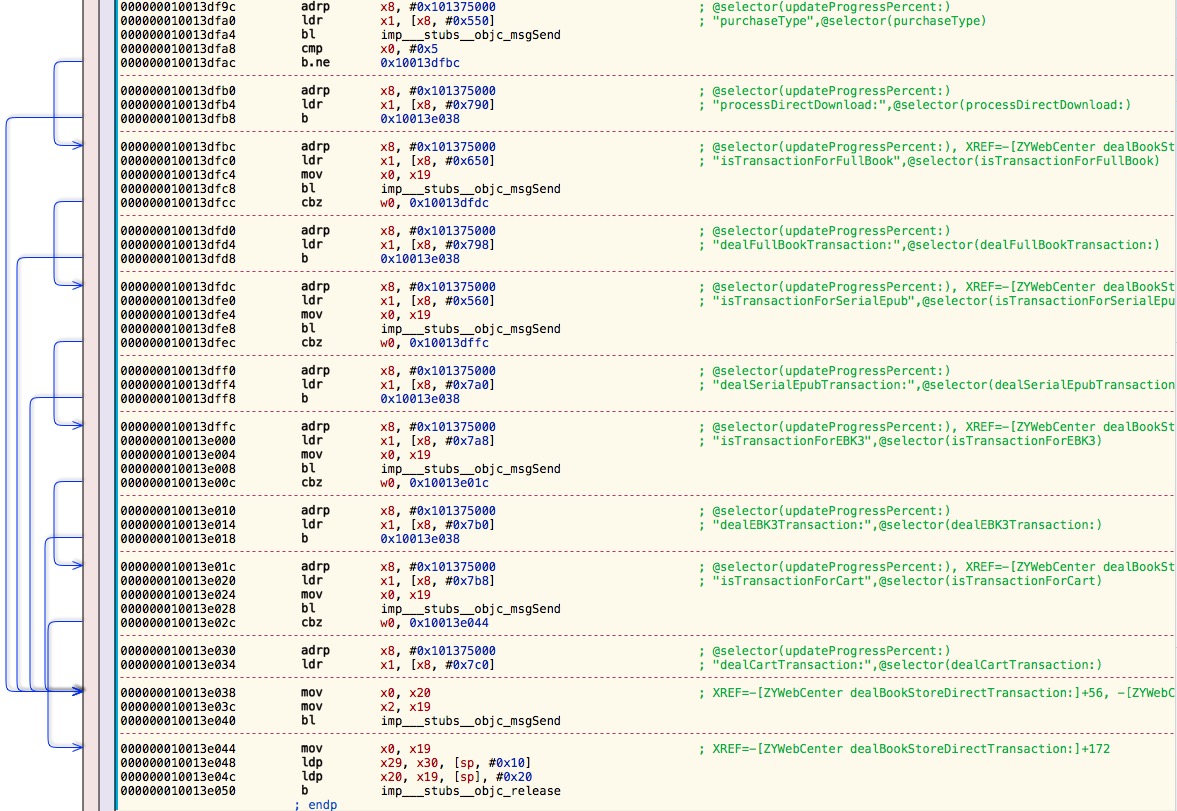 000000010013df9c adrp x8, #0x101375000 ; @selector(updateProgressPercent:)
000000010013dfa0 ldr x1, [x8, #0x550] ; "purchaseType",@selector(purchaseType)
000000010013dfa4 bl imp___stubs__objc_msgSend
000000010013dfa8 cmp x0, #0x5
000000010013dfac b.ne 0x10013dfbc
000000010013dfb0 adrp x8, #0x101375000 ; @selector(updateProgressPercent:)
000000010013dfb4 ldr x1, [x8, #0x790] ; "processDirectDownload:",@selector(processDirectDownload:)
000000010013dfb8 b 0x10013e038
000000010013dfbc adrp x8, #0x101375000 ; @selector(updateProgressPercent:), XREF=-[ZYWebCenter dealBookSt
000000010013dfc0 ldr x1, [x8, #0x650] ; "isTransactionForFullBook",@selector(isTransactionForFullBook)
000000010013dfc4 mov x0, x19
000000010013dfc8 bl imp___stubs__objc_msgSend
000000010013dfcc cbz w0, 0x10013dfdc
000000010013dfd0 adrp x8, #0x101375000 ; @selector(updateProgressPercent:)
000000010013dfd4 ldr x1, [x8, #0x798] ; "dealFullBookTransaction:",@selector(dealFullBookTransaction:)
000000010013dfd8 b 0x10013e038
000000010013dfdc adrp x8, #0x101375000 ; @selector(updateProgressPercent:), XREF=-[ZYWebCenter dealBookSt
000000010013dfe0 ldr x1, [x8, #0x560] ; "isTransactionForSerialEpub",@selector(isTransactionForSerialEpu
000000010013dfe4 mov x0, x19
000000010013dfe8 bl imp___stubs__objc_msgSend
000000010013dfec cbz w0, 0x10013dffc
000000010013dff0 adrp x8, #0x101375000 ; @selector(updateProgressPercent:)
000000010013dff4 ldr x1, [x8, #0x7a0] ; "dealSerialEpubTransaction:",@selector(dealSerialEpubTransaction
000000010013dff8 b 0x10013e038
000000010013dffc adrp x8, #0x101375000 ; @selector(updateProgressPercent:), XREF=-[ZYWebCenter dealBookSt
000000010013e000 ldr x1, [x8, #0x7a8] ; "isTransactionForEBK3",@selector(isTransactionForEBK3)
000000010013e004 mov x0, x19
000000010013e008 bl imp___stubs__objc_msgSend
000000010013e00c cbz w0, 0x10013e01c
000000010013e010 adrp x8, #0x101375000 ; @selector(updateProgressPercent:)
000000010013e014 ldr x1, [x8, #0x7b0] ; "dealEBK3Transaction:",@selector(dealEBK3Transaction:)
000000010013e018 b 0x10013e038
000000010013e01c adrp x8, #0x101375000 ; @selector(updateProgressPercent:), XREF=-[ZYWebCenter dealBookSt
000000010013e020 ldr x1, [x8, #0x7b8] ; "isTransactionForCart",@selector(isTransactionForCart)
000000010013e024 mov x0, x19
000000010013e028 bl imp___stubs__objc_msgSend
000000010013e02c cbz w0, 0x10013e044
000000010013e030 adrp x8, #0x101375000 ; @selector(updateProgressPercent:)
000000010013e034 ldr x1, [x8, #0x7c0] ; "dealCartTransaction:",@selector(dealCartTransaction:)
000000010013e038 mov x0, x20 ; XREF=-[ZYWebCenter dealBookStoreDirectTransaction:]+56, -[ZYWebC
000000010013e03c mov x2, x19
000000010013e040 bl imp___stubs__objc_msgSend
000000010013e044 mov x0, x19 ; XREF=-[ZYWebCenter dealBookStoreDirectTransaction:]+172
000000010013e048 ldp x29, x30, [sp, #0x10]
000000010013e04c ldp x20, x19, [sp], #0x20
000000010013e050 b imp___stubs__objc_release
; endp